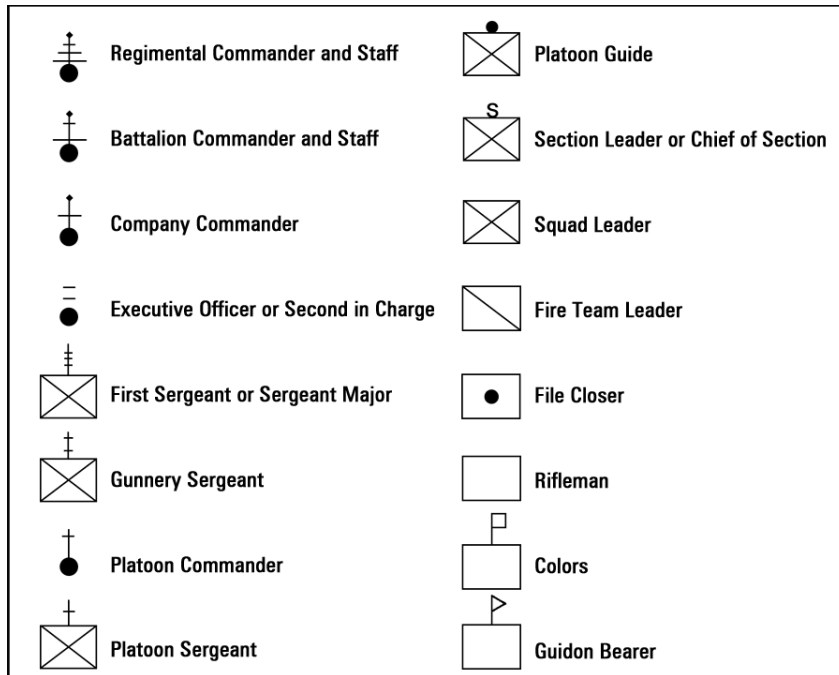 Regimental Commander and Staff
Battalion Commander and Staff
Company Commander
Executive Officer or Second in Charge
First Sergeant or Sergeant Major
Gunnery Sergeant
Platoon Commander
Platoon Sergeant
Platoon Guide
S
Section Leader or Chief of Section
Squad Leader
Fire Team Leader
File Closer
Rifleman
Colors
Guidon Bearer